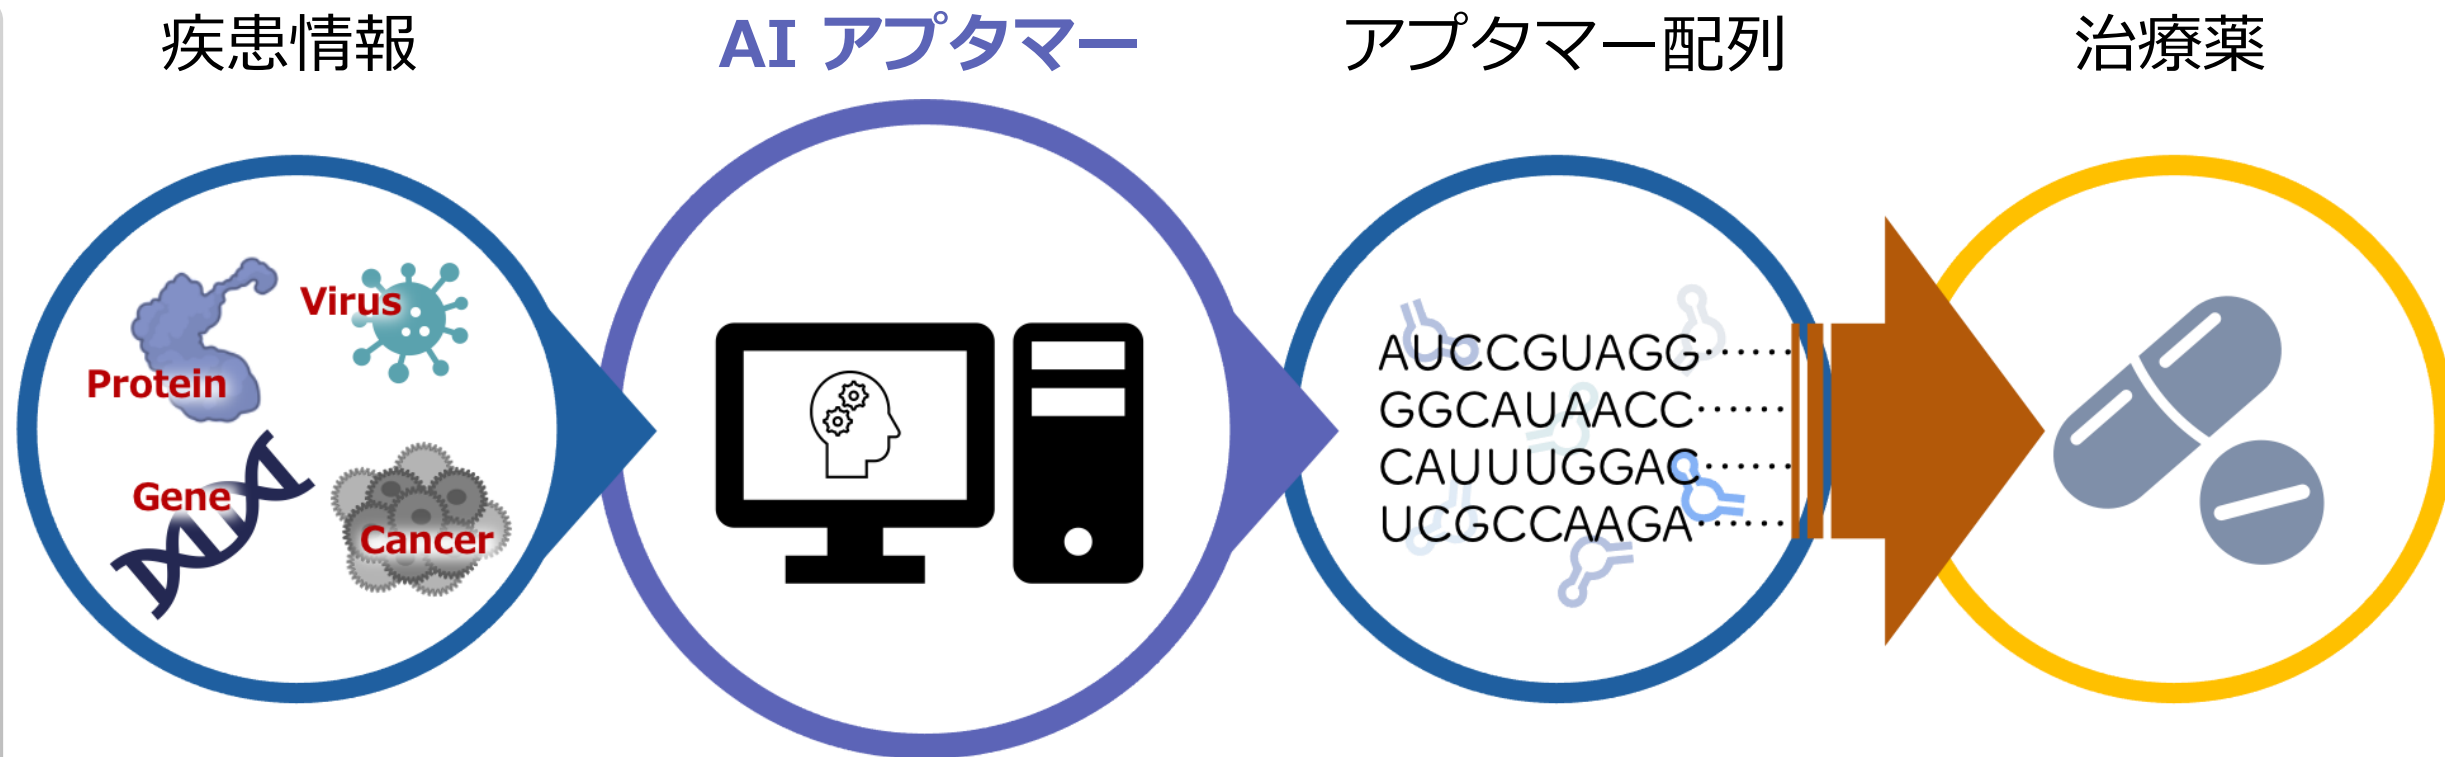 疾患情報
AI アプタマー
アプタマー配列
治療薬
Virus
Protein
Gene
Cancer
AUCCGUAGG⋯⋯
GGCAUAACC⋯⋯
CAUUUGGAC⋯⋯
UCGCCAAGA⋯⋯